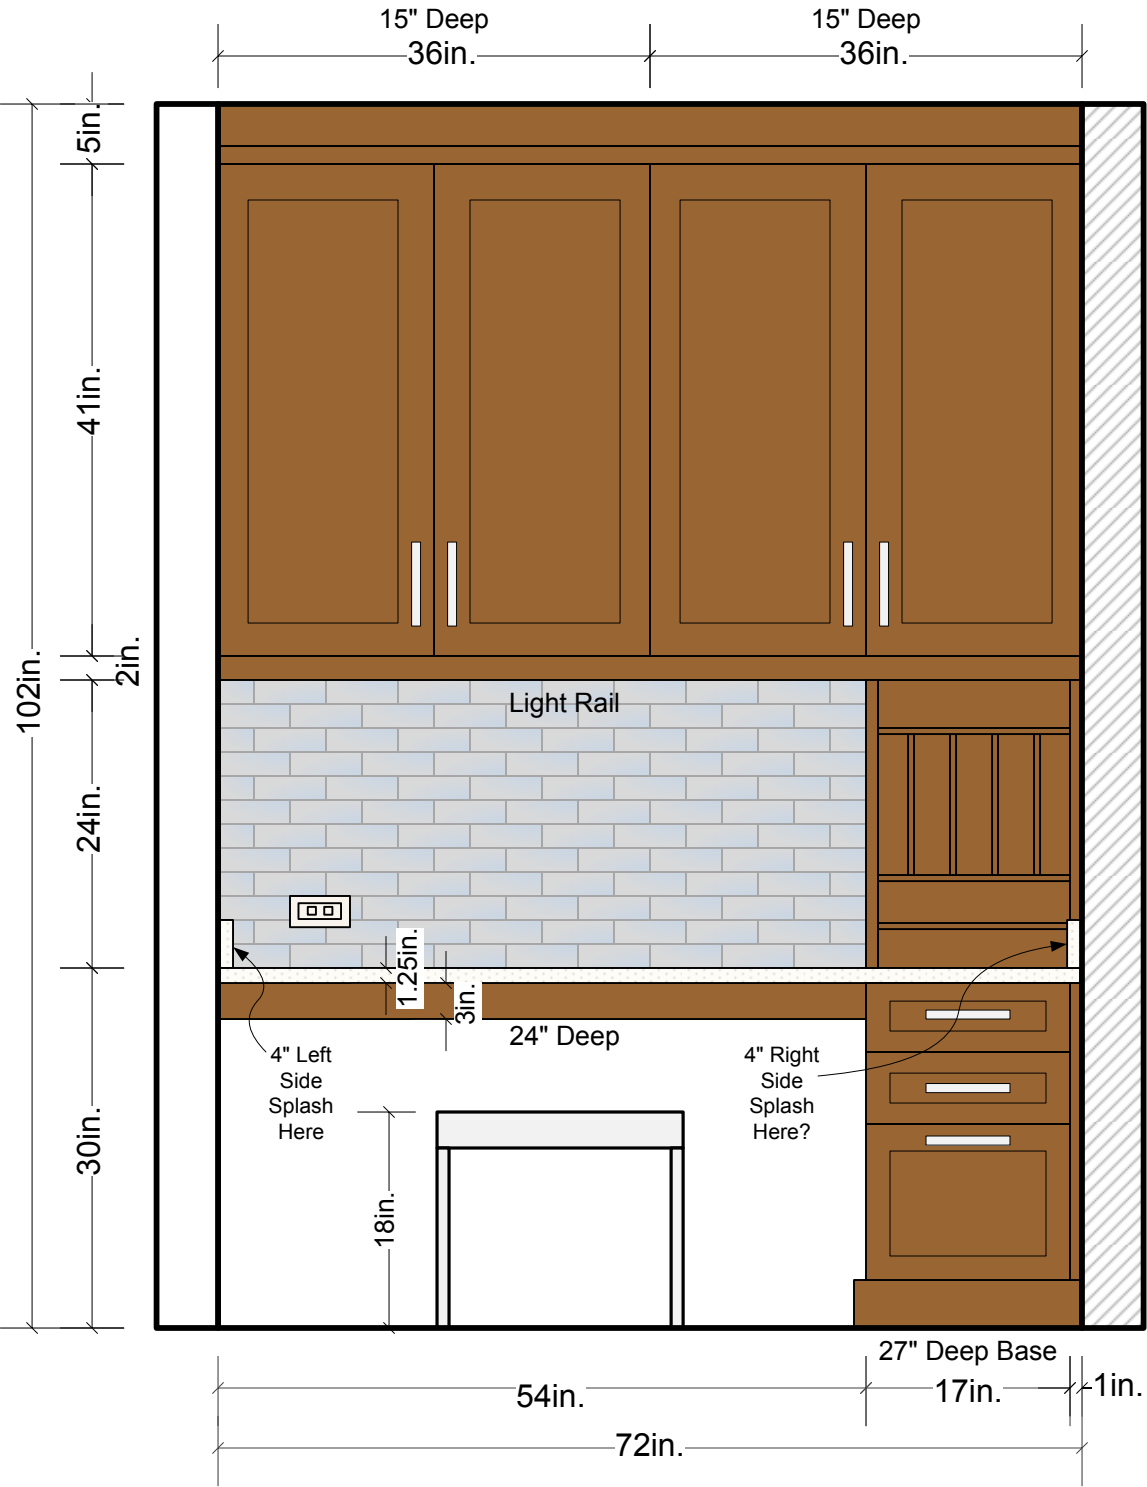 15" Deep
15" Deep
36in.
36in.
5in.
41in.
2in.
102in.
Light Rail
24in.
1.25in.
3in.
24" Deep
4" Left
Side
Splash
Here
4" Right
Side
Splash
Here?
30in.
18in.
27" Deep Base
54in.
17in.
1in.
72in.